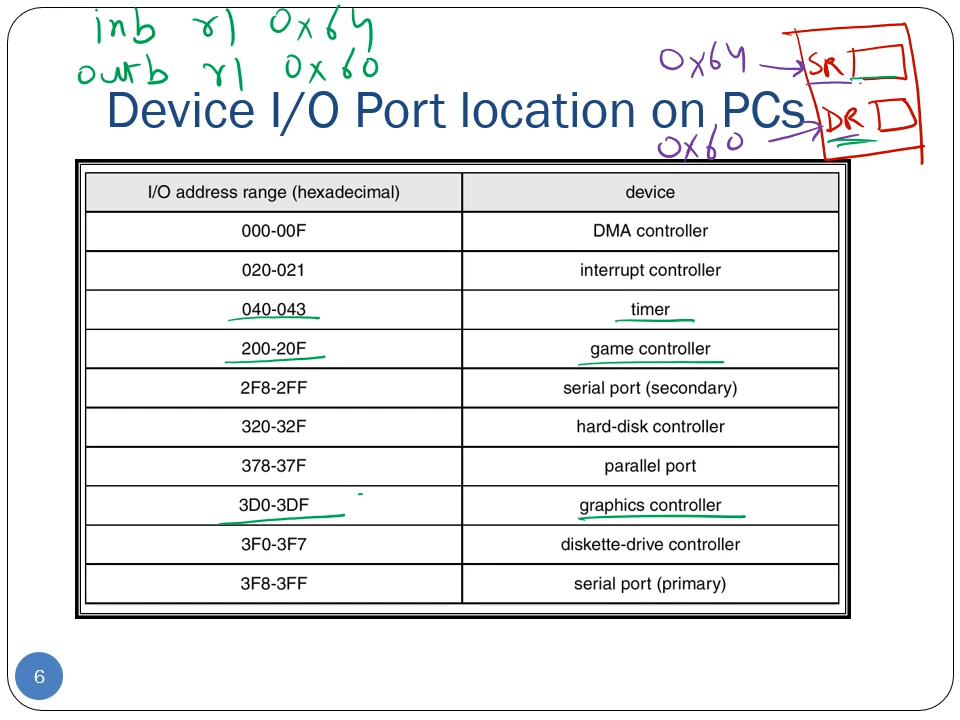 inb r1 0x64
outb r1 0x60
0x64
SR
Device I/O Port location on PCs
DR
0x60
I/O address range (hexadecimal) device
000-00F DMA controller
020-021 interrupt controller
040-043 timer
200-20F game controller
2F8-2FF serial port (secondary)
320-32F hard-disk controller
378-37F parallel port
3D0-3DF graphics controller
3F0-3F7 diskette-drive controller
3F8-3FF serial port (primary)
6